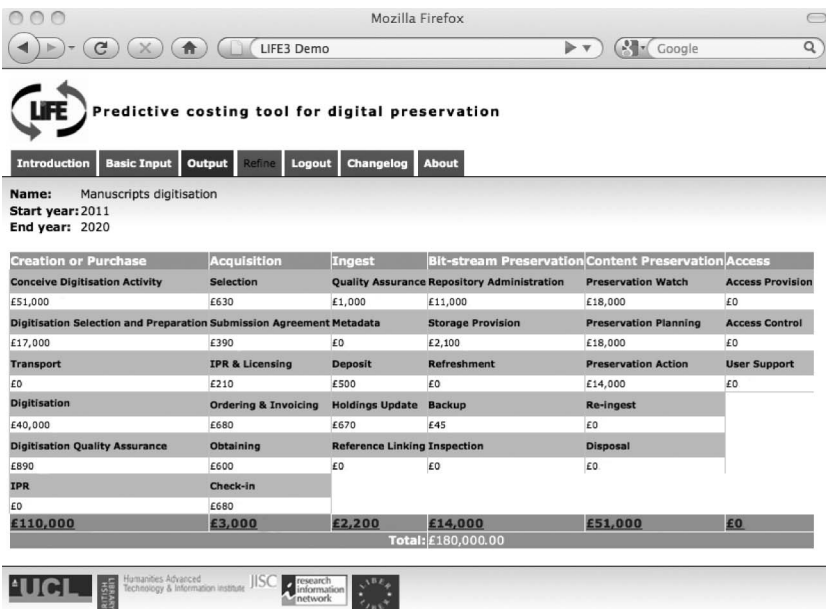 Mozilla Firefox
LIFE3 Demo Google
LIFE Predictive costing tool for digital preservation
Introduction Basic Input Output Refine Logout Changelog About
Name: Manuscripts digitisation
Start year: 2011
End year: 2020
Creation or Purchase Acquisition Ingest Bit-stream Preservation Content Preservation Access
Conceive Digitisation Activity Selection Quality Assurance Repository Administration Preservation Watch Access Provision
£51,000 £630 £1,000 £11,000 £18,000 £0
Digitisation Selection and Preparation Submission Agreement Metadata Storage Provision Preservation Planning Access Control
£17,000 £390 £0 £2,100 £18,000 £0
Transport IPR & Licensing Deposit Refreshment Preservation Action User Support
£0 £210 £500 £0 £14,000 £0
Digitisation Ordering & Invoicing Holdings Update Backup Re-ingest
£40,000 £680 £670 £45 £0
Digitisation Quality Assurance Obtaining Reference Linking Inspection Disposal
£890 £600 £0 £0 £0
IPR Check-in
£0 £680
£110,000 £3,000 £2,200 £14,000 £51,000 £0
Total: £180,000.00
UCL BRITISH LIBRARY Humanities Advanced Technology & Information Institute JISC research information network LIBER LIBER